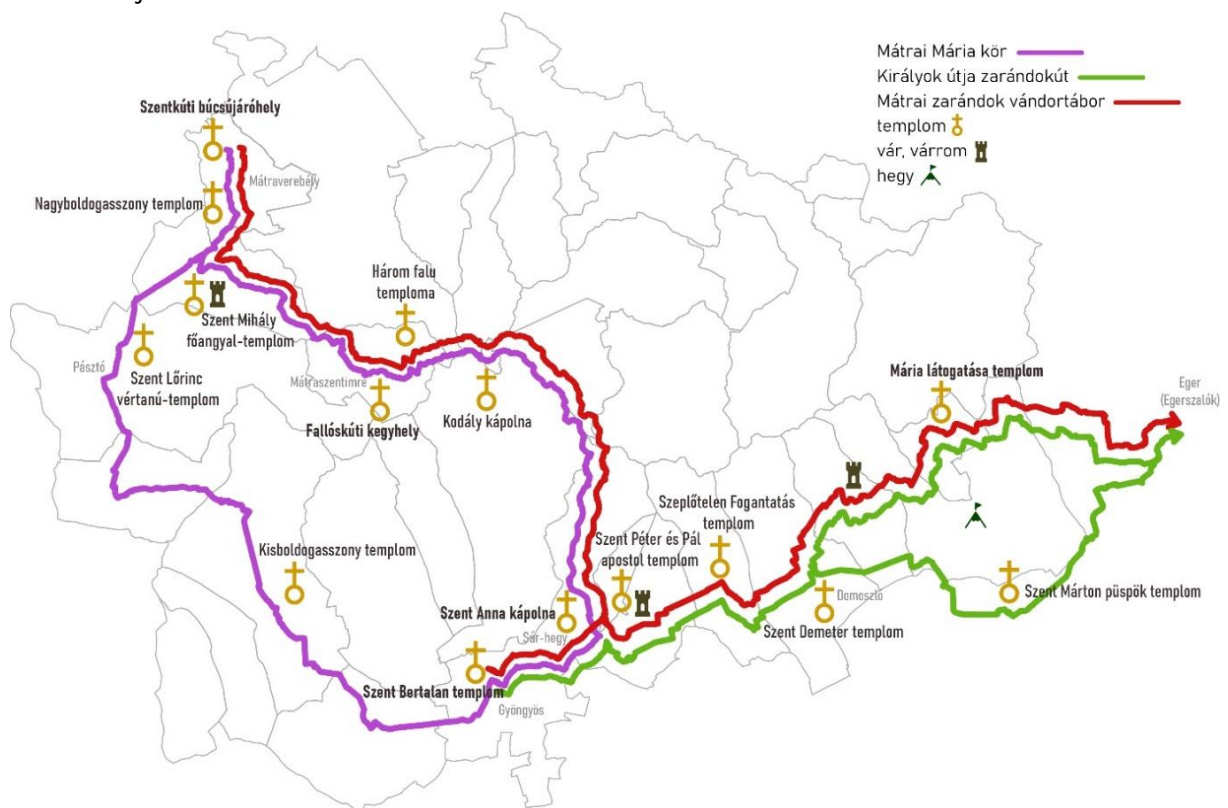 Mátrai Mária kör
Királyok útja zarándokút
Mátrai zarándok vándortábor
templom
vár, várrom
hegy
Szentkúti búcsújáróhely
Mátraverebély
Nagyboldogasszony templom
Három falu
temploma
Szent Mihály
főangyal-templom
Pásztó
Szent Lőrinc
vértanú-templom
Mátraszentimre
Fallóskúti kegyhely
Kodály kápolna
Mária látogatása templom
Eger
(Egerszalók)
Szeplőtelen Fogantatás
templom
Szent Péter és Pál
apostol templom
Kisboldogasszony templom
Szent Márton püspök templom
Domoszló
Szent Demeter templom
Szent Anna kápolna
Sár-hegy
Szent Bertalan templom
Gyöngyös